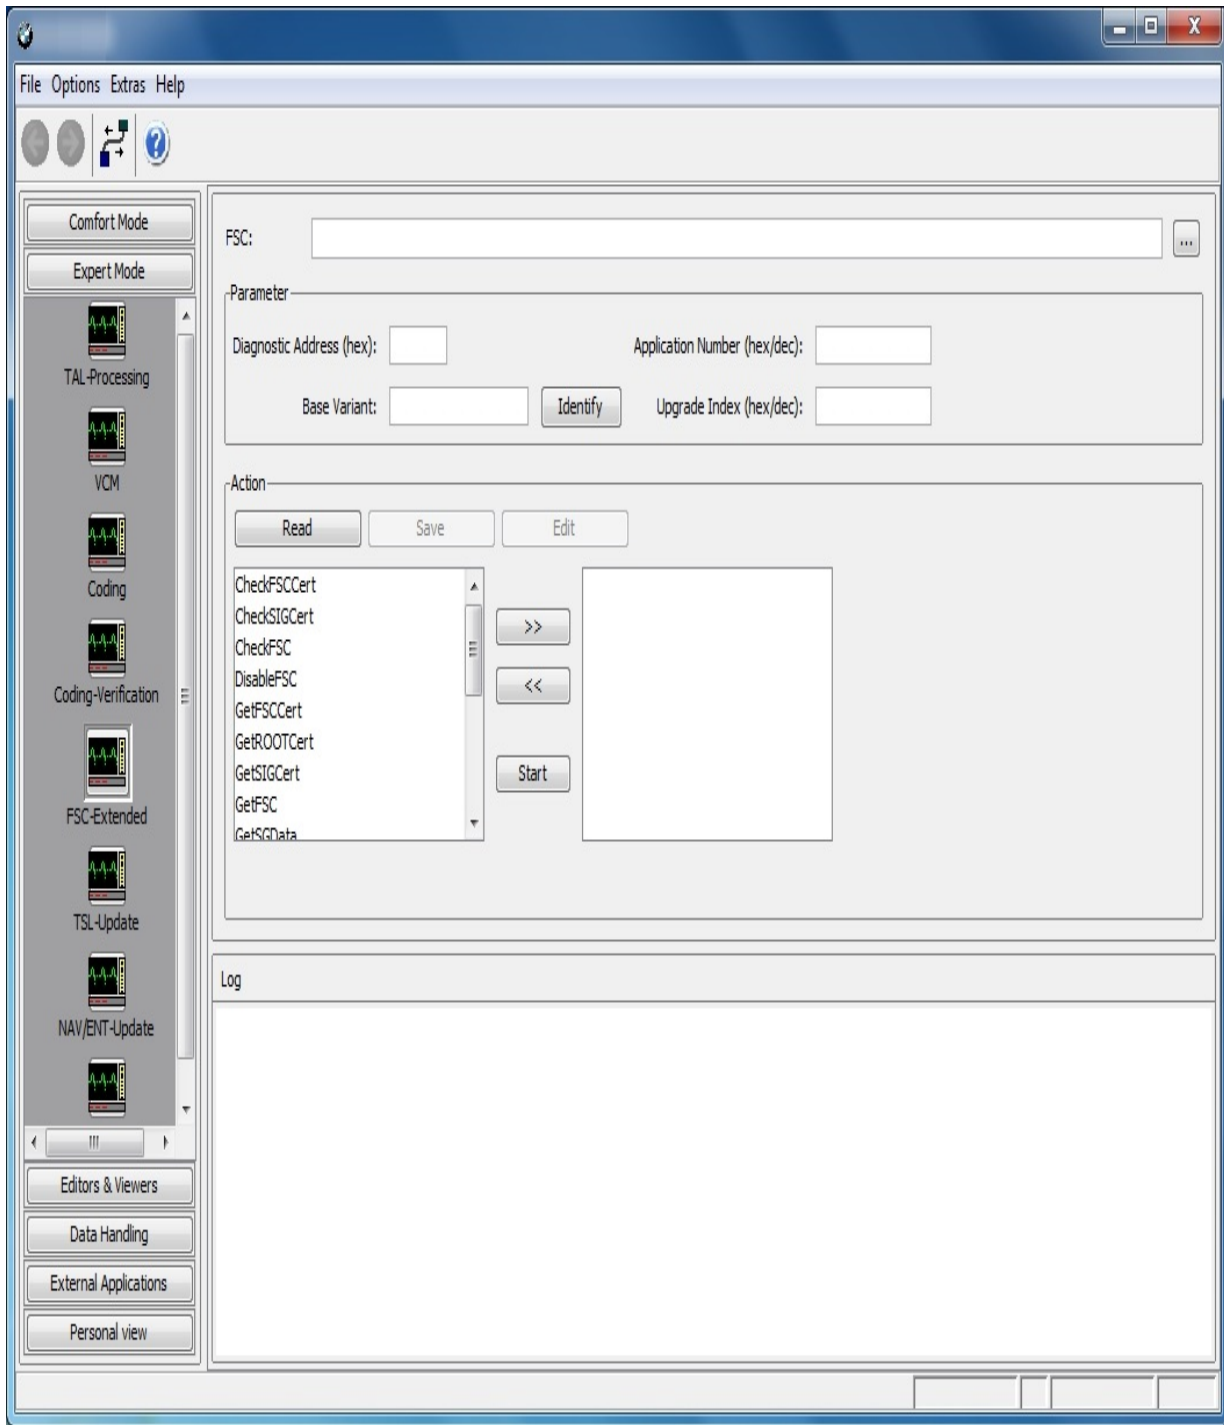 File Options Extras Help
Comfort Mode
Expert Mode
TAL-Processing
VCM
Coding
Coding-Verification
FSC-Extended
TSL-Update
NAV/ENT-Update
Editors & Viewers
Data Handling
External Applications
Personal view
FSC:
...
Parameter
Diagnostic Address (hex):
Application Number (hex/dec):
Base Variant:
Identify
Upgrade Index (hex/dec):
Action
Read
Save
Edit
CheckFSCCert
CheckSIGCert
CheckFSC
DisableFSC
GetFSCCert
GetROOTCert
GetSIGCert
GetFSC
GetSGData
>>
<<
Start
Log